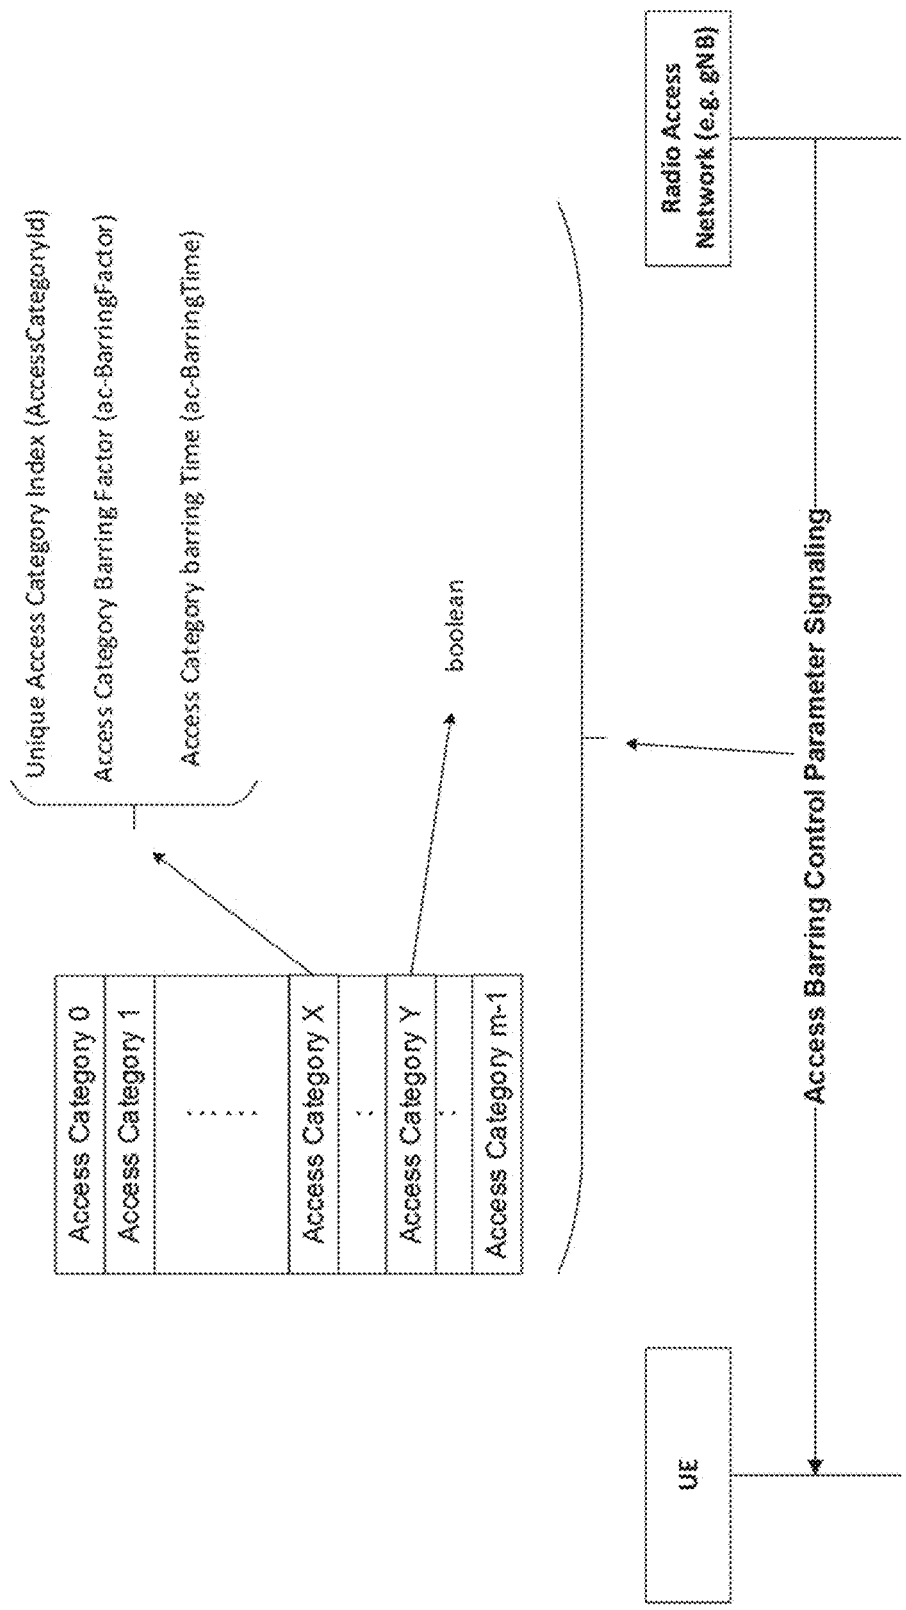 Access Category 0
Access Category 1
Access Category X
Access Category Y
Access Category m-1
Unique Access Category Index (AccessCategoryId)
Access Category Barring Factor (ac-BarringFactor)
Access Category barring Time (ac-BarringTime)
boolean
UE
Radio Access
Network (e.g. gNB)
Access Barring Control Parameter Signaling